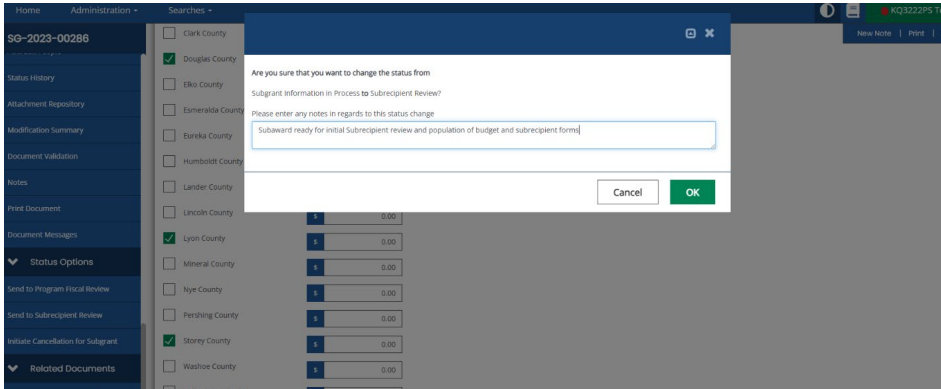 Home Administration Searches KQ3222PS
SG-2023-00286
New Note | Print |
Status History
Attachment Repository
Modification Summary
Document Validation
Notes
Print Document
Document Messages
Status Options
Send to Program Fiscal Review
Send to Subrecipient Review
Initiate Cancellation for Subgrant
Related Documents
Clark County
Douglas County
Elko County
Esmeralda County
Eureka County
Humboldt County
Lander County
Lincoln County $ 0.00
Lyon County $ 0.00
Mineral County $ 0.00
Nye County $ 0.00
Pershing County $ 0.00
Storey County $ 0.00
Washoe County $ 0.00
Are you sure that you want to change the status from
Subgrant Information in Process to Subrecipient Review?
Please enter any notes in regards to this status change
Subaward ready for initial Subrecipient review and population of budget and subrecipient forms
Cancel OK